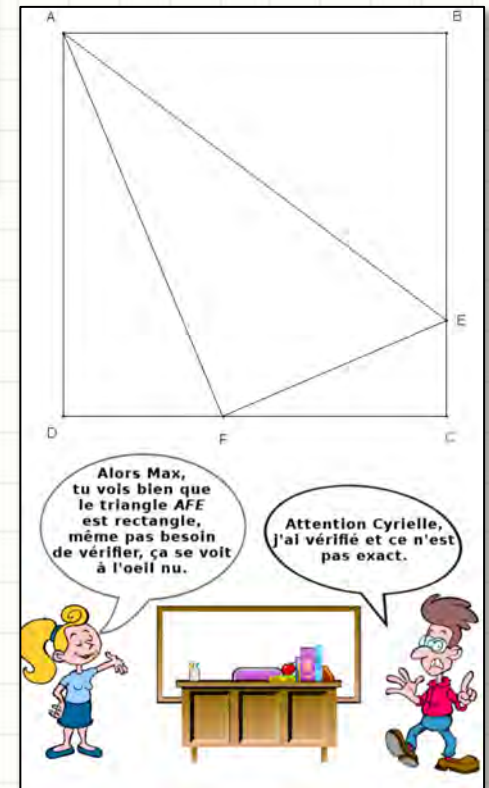 A
B
E
D
F
C
Alors Max,
tu vois bien que
le triangle AFE
est rectangle,
même pas besoin
de vérifier, ça se voit
à l'oeil nu.
Attention Cyrielle,
j'ai vérifié et ce n'est
pas exact.